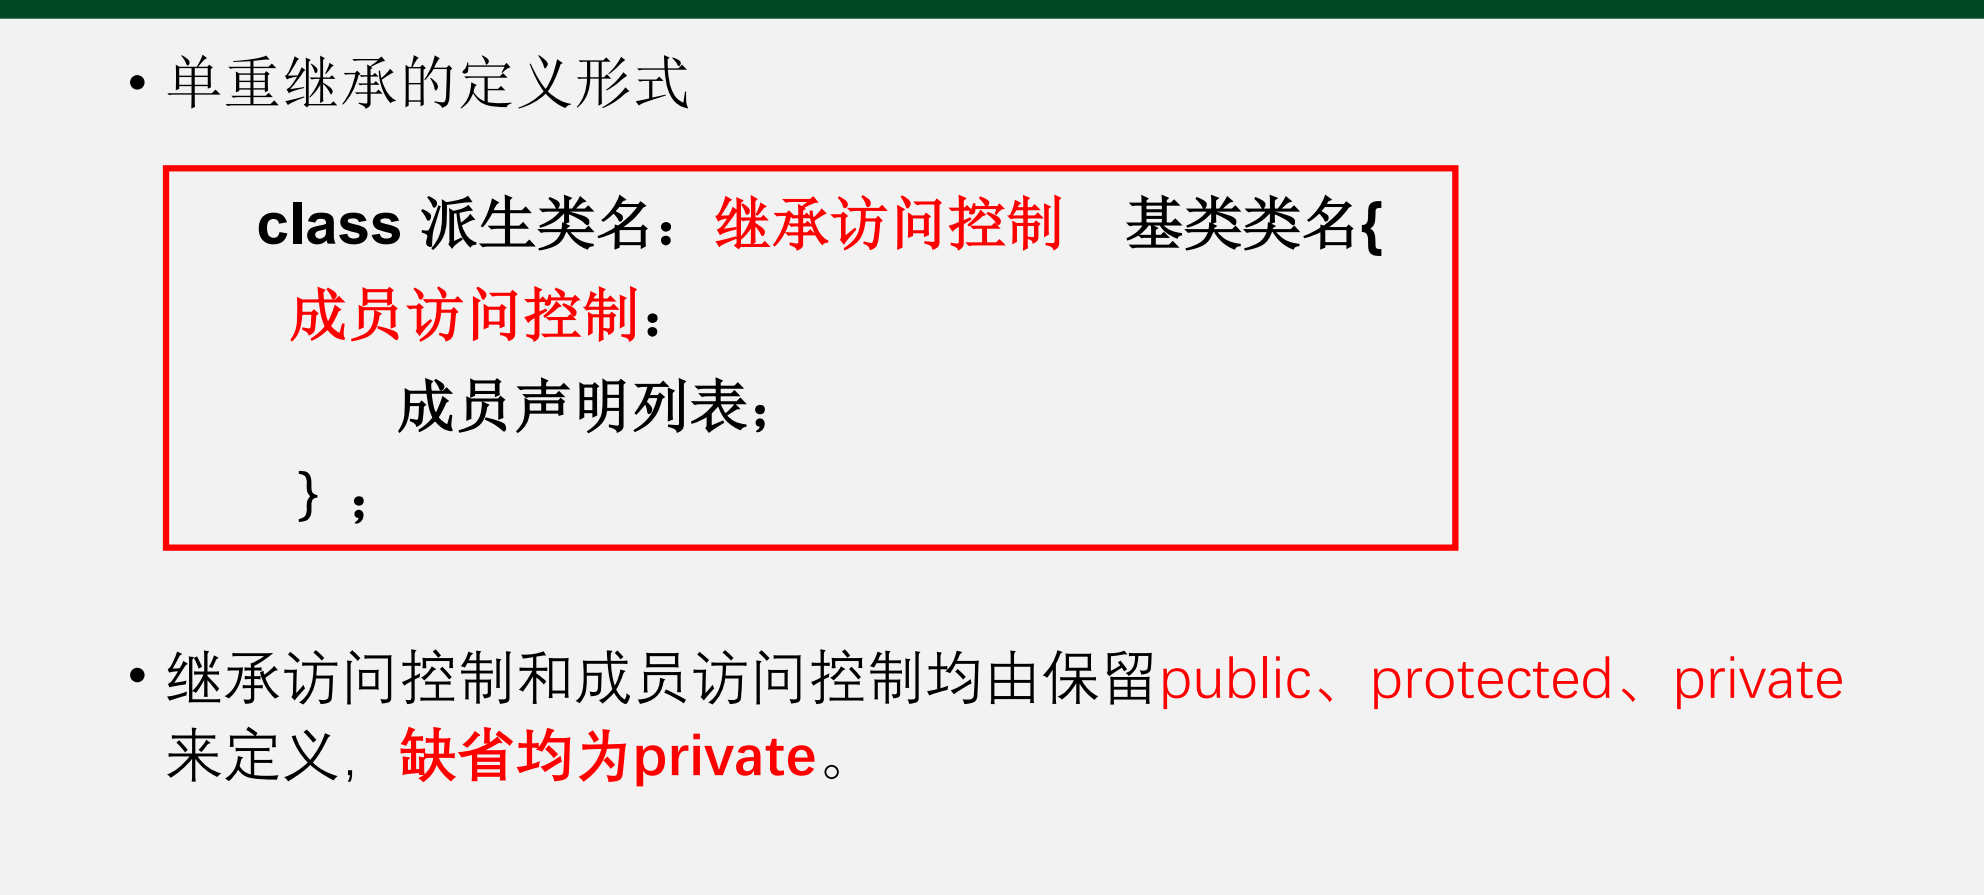 • 单重继承的定义形式
class 派生类名：继承访问控制　基类类名{
成员访问控制：
成员声明列表；
} ；
• 继承访问控制和成员访问控制均由保留public、protected、private
来定义，缺省均为private。